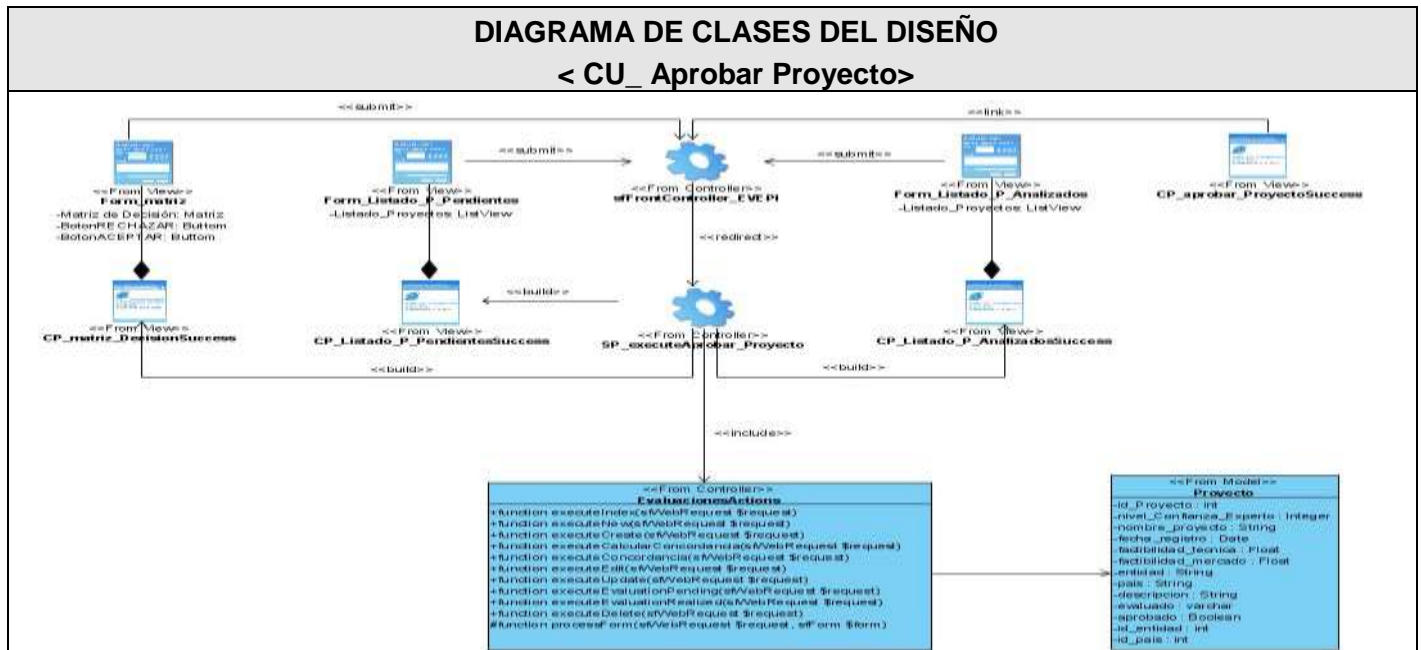 DIAGRAMA DE CLASES DEL DISEÑO
< CU_ Aprobar Proyecto>
<<submit>>
<<link>>
<<submit>>
<<submit>>
<<From View>>
Form_matriz
-Matriz de Decisión: Matriz
-BotonRECHAZAR: Buttom
-BotonACEPTAR: Buttom
<<From View>>
Form_Listado_P_Pendientes
-Listado_Proyectos: ListView
<<From Controller>>
sfFrontController_EVEPI
<<From View>>
Form_Listado_P_Analizados
-Listado_Proyectos: ListView
<<From View>>
CP_aprobar_ProyectoSuccess
<<redirect>>
<<build>>
<<From View>>
CP_matriz_DecisionSuccess
<<From View>>
CP_Listado_P_PendientesSuccess
<<From Controller>>
SP_executeAprobar_Proyecto
<<From View>>
CP_Listado_P_AnalizadosSuccess
<<build>>
<<build>>
<<include>>
<<From Controller>>
EvaluacionesActions
+function executeIndex(sfWebRequest $request)
+function executeNew(sfWebRequest $request)
+function executeCreate(sfWebRequest $request)
+function executeCalcularConcordancia(sfWebRequest $request)
+function executeConcordancia(sfWebRequest $request)
+function executeEdit(sfWebRequest $request)
+function executeUpdate(sfWebRequest $request)
+function executeEvaluationPending(sfWebRequest $request)
+function executeEvaluationRealized(sfWebRequest $request)
+function executeDelete(sfWebRequest $request)
#function processForm(sfWebRequest $request, sfForm $form)
<<From Model>>
Proyecto
-id_Proyecto : int
-nivel_Confianza_Experto : Integer
-nombre_proyecto : String
-fecha_registro : Date
-factibilidad_tecnica : Float
-factibilidad_mercado : Float
-entidad : String
-pais : String
-descripcion : String
-evaluado : varchar
-aprobado : Boolean
-id_entidad : int
-id_pais : int